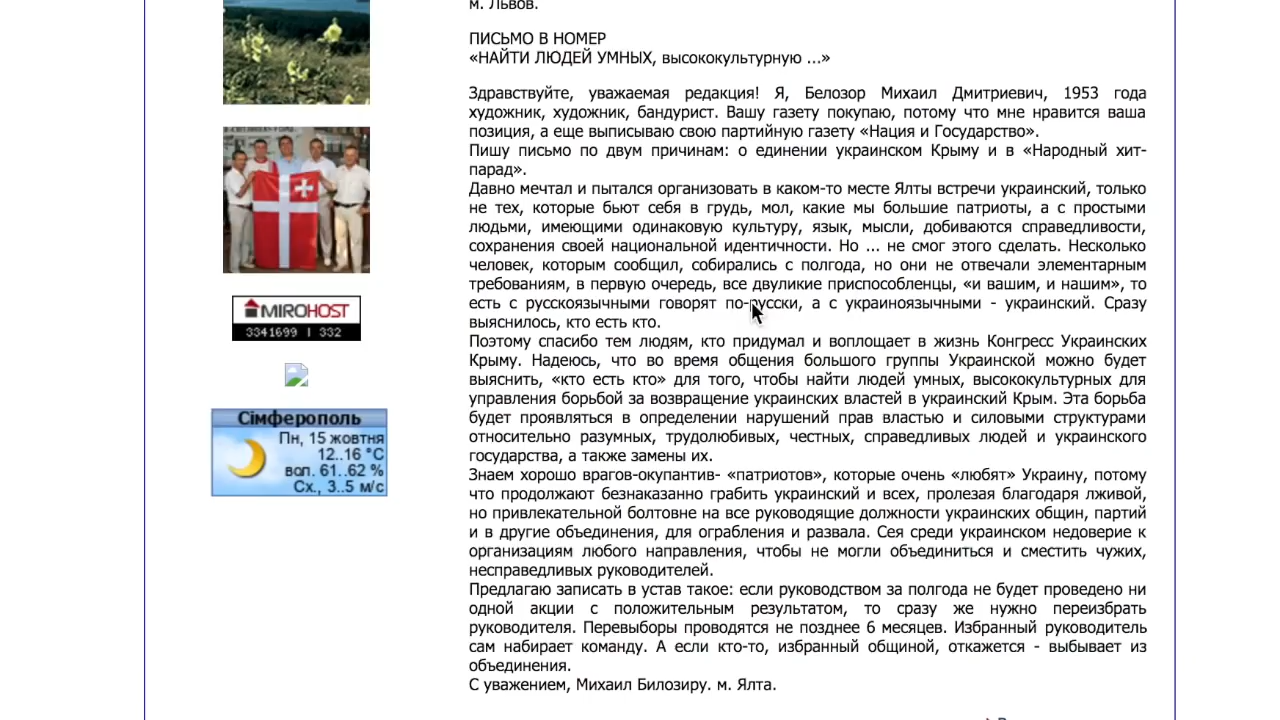 м. Львов.
ПИСЬМО В НОМЕР
«НАЙТИ ЛЮДЕЙ УМНЫХ, высококультурную ...»
Здравствуйте, уважаемая редакция! Я, Белозор Михаил Дмитриевич, 1953 года
художник, художник, бандурист. Вашу газету покупаю, потому что мне нравится ваша
позиция, а еще выписываю свою партийную газету «Нация и Государство».
Пишу письмо по двум причинам: о единении украинском Крыму и в «Народный хит-
парад».
Давно мечтал и пытался организовать в каком-то месте Ялты встречи украинский, только
не тех, которые бьют себя в грудь, мол, какие мы большие патриоты, а с простыми
людьми, имеющими одинаковую культуру, язык, мысли, добиваются справедливости,
сохранения своей национальной идентичности. Но ... не смог этого сделать. Несколько
человек, которым сообщил, собирались с полгода, но они не отвечали элементарным
требованиям, в первую очередь, все двуликие приспособленцы, «и вашим, и нашим», то
есть с русскоязычными говорят по-русски, а с украиноязычными - украинский. Сразу
выяснилось, кто есть кто.
Поэтому спасибо тем людям, кто придумал и воплощает в жизнь Конгресс Украинских
Крыму. Надеюсь, что во время общения большого группы Украинской можно будет
выяснить, «кто есть кто» для того, чтобы найти людей умных, высококультурных для
управления борьбой за возвращение украинских властей в украинский Крым. Эта борьба
будет проявляться в определении нарушений прав властью и силовыми структурами
относительно разумных, трудолюбивых, честных, справедливых людей и украинского
государства, а также замены их.
Знаем хорошо врагов-окупантив- «патриотов», которые очень «любят» Украину, потому
что продолжают безнаказанно грабить украинский и всех, пролезая благодаря лживой,
но привлекательной болтовне на все руководящие должности украинских общин, партий
и в другие объединения, для ограбления и развала. Сея среди украинском недоверие к
организациям любого направления, чтобы не могли объединиться и сместить чужих,
несправедливых руководителей.
Предлагаю записать в устав такое: если руководством за полгода не будет проведено ни
одной акции с положительным результатом, то сразу же нужно переизбрать
руководителя. Перевыборы проводятся не позднее 6 месяцев. Избранный руководитель
сам набирает команду. А если кто-то, избранный общиной, откажется - выбывает из
объединения.
С уважением, Михаил Билозиру. м. Ялта.
MIROHOST
3341699 | 332
Сімферополь
Пн, 15 жовтня
12..16 °C
вол. 61..62 %
Сх., 3..5 м/с